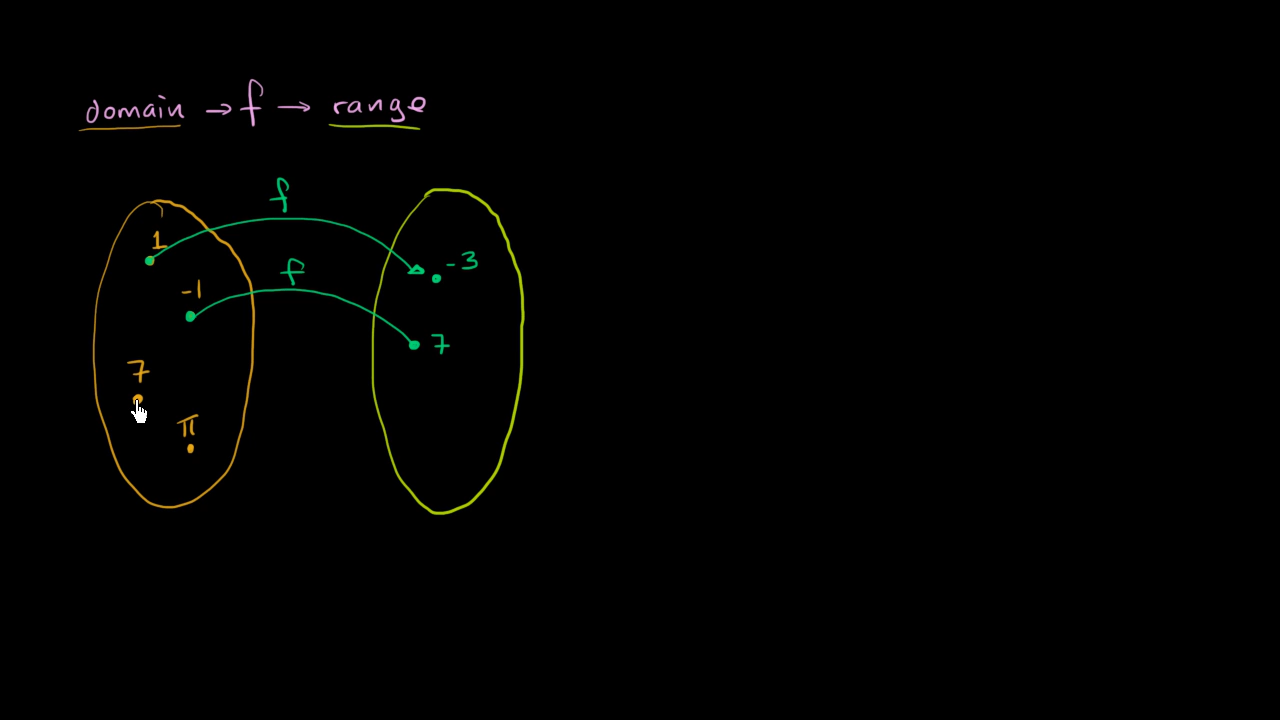 domain → f → range
f
1
f
-3
-1
7
7
π